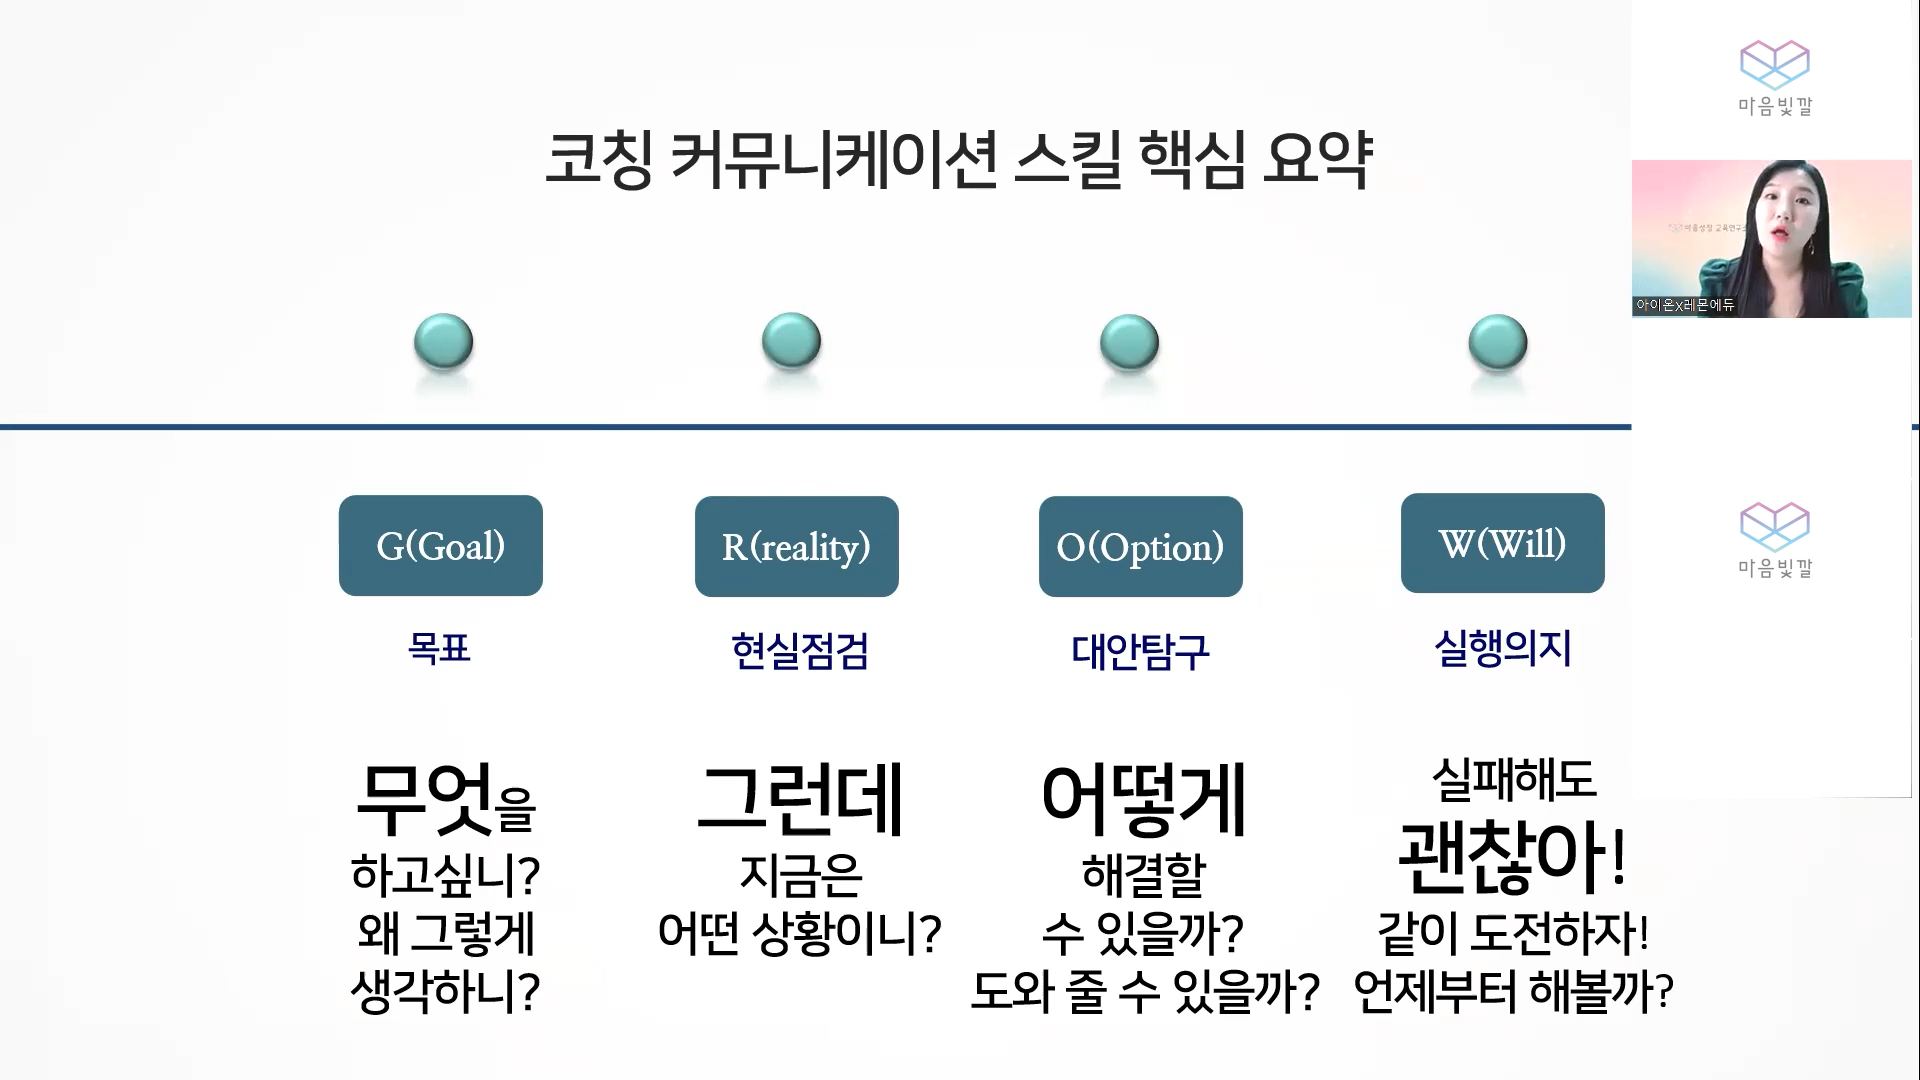 코칭 커뮤니케이션 스킬 핵심 요약
마음빛깔
아이온X레몬에듀
G(Goal)
R(reality)
O(Option)
W(Will)
마음빛깔
목표
현실점검
대안탐구
실행의지
무엇을
하고싶니?
왜 그렇게
생각하니?
그런데
지금은
어떤 상황이니?
어떻게
해결할
수 있을까?
도와 줄 수 있을까?
실패해도
괜찮아!
같이 도전하자!
언제부터 해볼까?